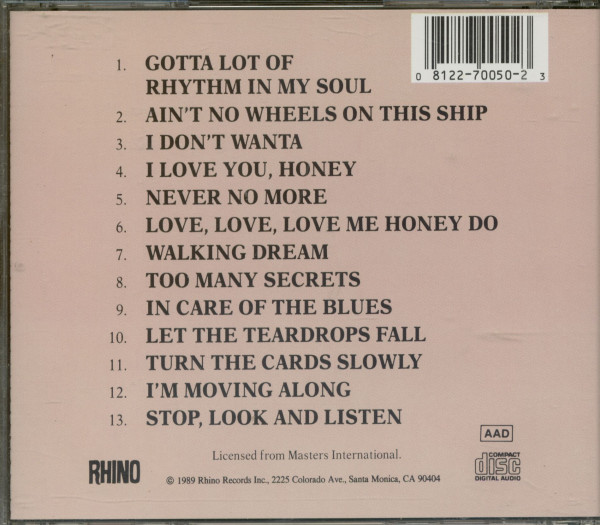 0 8122-70050-2 3
1. GOTTA LOT OF
RHYTHM IN MY SOUL
2. AIN'T NO WHEELS ON THIS SHIP
3. I DON'T WANTA
4. I LOVE YOU, HONEY
5. NEVER NO MORE
6. LOVE, LOVE, LOVE ME HONEY DO
7. WALKING DREAM
8. TOO MANY SECRETS
9. IN CARE OF THE BLUES
10. LET THE TEARDROPS FALL
11. TURN THE CARDS SLOWLY
12. I'M MOVING ALONG
13. STOP, LOOK AND LISTEN
AAD
Licensed from Masters International.
RHINO
© 1989 Rhino Records Inc., 2225 Colorado Ave., Santa Monica, CA 90404
COMPACT
disc
DIGITAL AUDIO